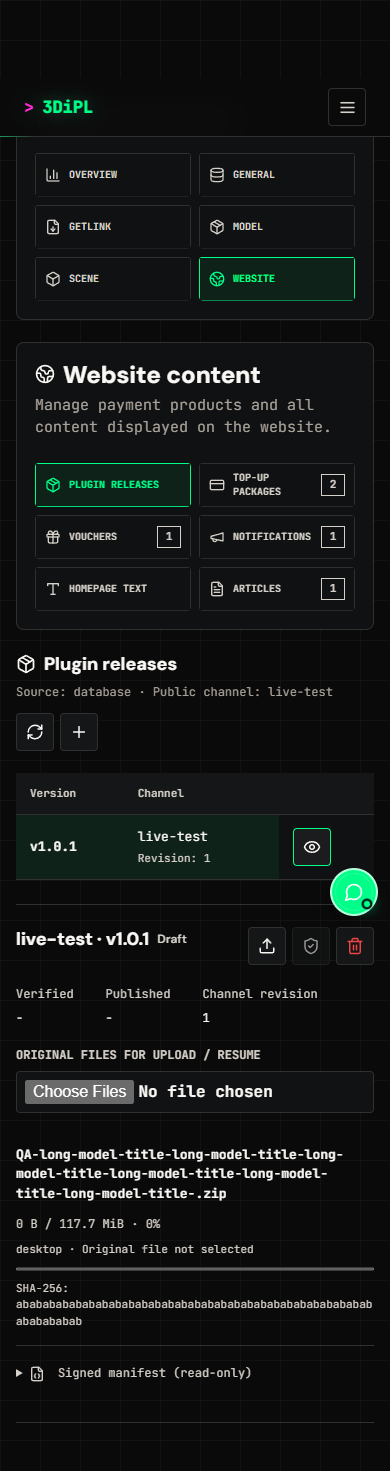 > 3DiPL
OVERVIEW
GENERAL
GETLINK
MODEL
SCENE
WEBSITE
Website content
Manage payment products and all
content displayed on the website.
PLUGIN RELEASES
TOP-UP
PACKAGES
2
VOUCHERS
1
NOTIFICATIONS
1
HOMEPAGE TEXT
ARTICLES
1
Plugin releases
Source: database · Public channel: live-test
Version
Channel
v1.0.1
live-test
Revision: 1
live-test · v1.0.1 Draft
Verified
Published
Channel revision
-
-
1
ORIGINAL FILES FOR UPLOAD / RESUME
Choose Files No file chosen
QA-long-model-title-long-model-title-long-
model-title-long-model-title-long-model-
title-long-model-title-.zip
0 B / 117.7 MiB · 0%
desktop · Original file not selected
SHA-256:
ababababababababababababababababababababababababababab
ababababab
Signed manifest (read-only)